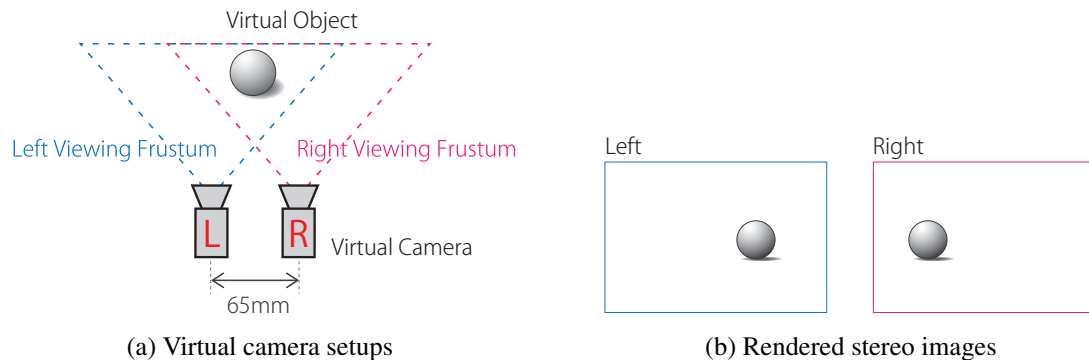 Virtual Object
Left Viewing Frustum
Right Viewing Frustum
L
R
Virtual Camera
65mm
(a) Virtual camera setups
Left
Right
(b) Rendered stereo images